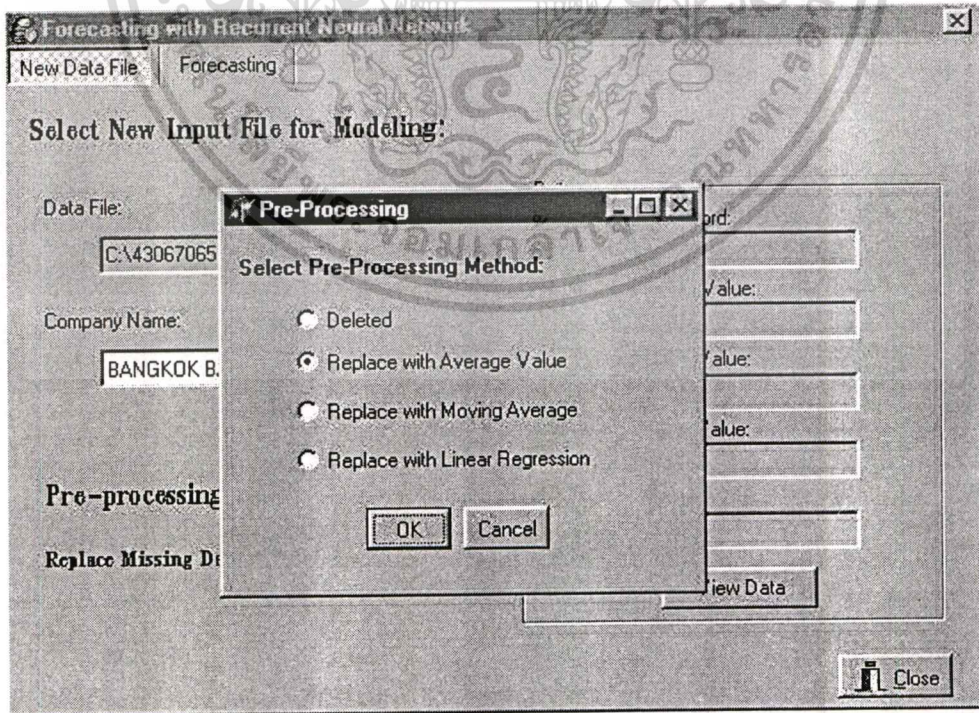 Forecasting with Recurrent Neural Network
New Data File
Forecasting
Select New Input File for Modeling:
Data File:
C:\43067065
Company Name:
BANGKOK B.
Pre-processing
Replace Missing D
Pre-Processing
Select Pre-Processing Method:
Deleted
Replace with Average Value
Replace with Moving Average
Replace with Linear Regression
OK
Cancel
ord:
Value:
alue:
alue:
iew Data
Close